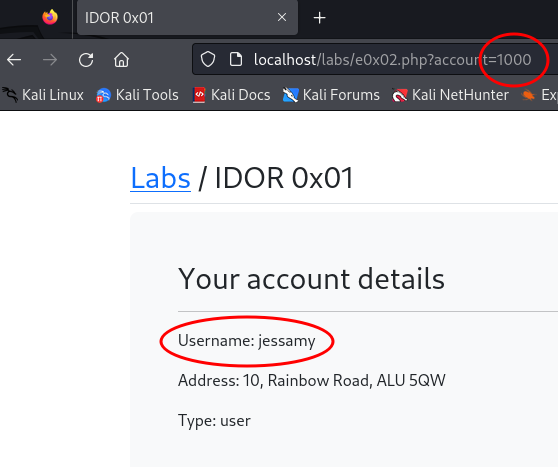 IDOR 0x01
localhost/labs/e0x02.php?account=1000
Kali Linux Kali Tools Kali Docs Kali Forums Kali NetHunter Ex
Labs / IDOR 0x01
Your account details
Username: jessamy
Address: 10, Rainbow Road, ALU 5QW
Type: user